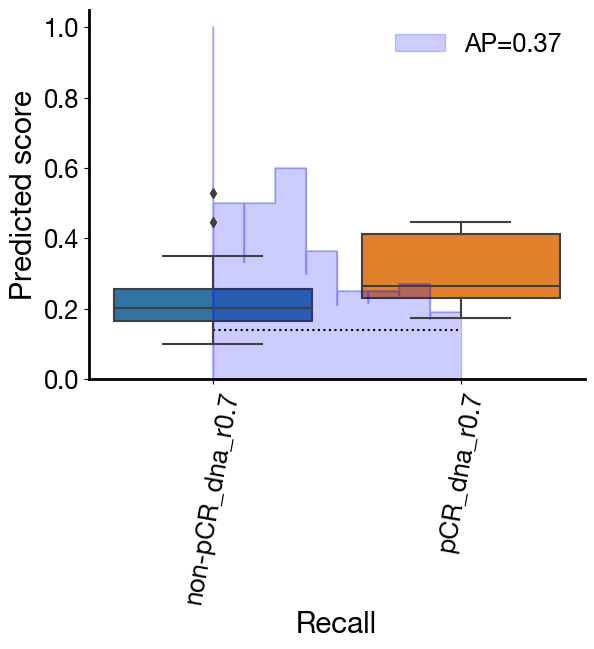 1.0
0.8
0.6
0.4
0.2
0.0
Predicted score
AP=0.37
non-pCR_dna_r0.7
pCR_dna_r0.7
Recall